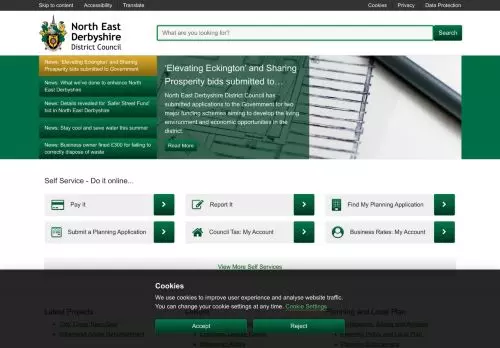 Skip to content Accessibility Translate Cookies Privacy Data Protection
North East
Derbyshire
District Council
What are you looking for?
Search
News: 'Elevating Eckington' and Sharing
Prosperity bids submitted to Government
News: What we've done to enhance North
East Derbyshire
News: Details revealed for 'Safer Street Fund'
bid in North East Derbyshire
News: Stay cool and save water this summer
News: Business owner fined £300 for failing to
correctly dispose of waste
'Elevating Eckington' and Sharing
Prosperity bids submitted to…
North East Derbyshire District Council has
submitted applications to the Government for two
major funding schemes aiming to develop the living
environment and economic opportunities in the
district.
Read More
Self Service - Do it online...
Pay it
Report It
Find My Planning Application
Submit a Planning Application
Council Tax: My Account
Business Rates: My Account
View More Self Services
Cookies
We use cookies to improve user experience and analyse website traffic.
You can change your cookie settings at any time. Cookie Settings
Accept
Reject
Latest Projects
Planning and Local Plan